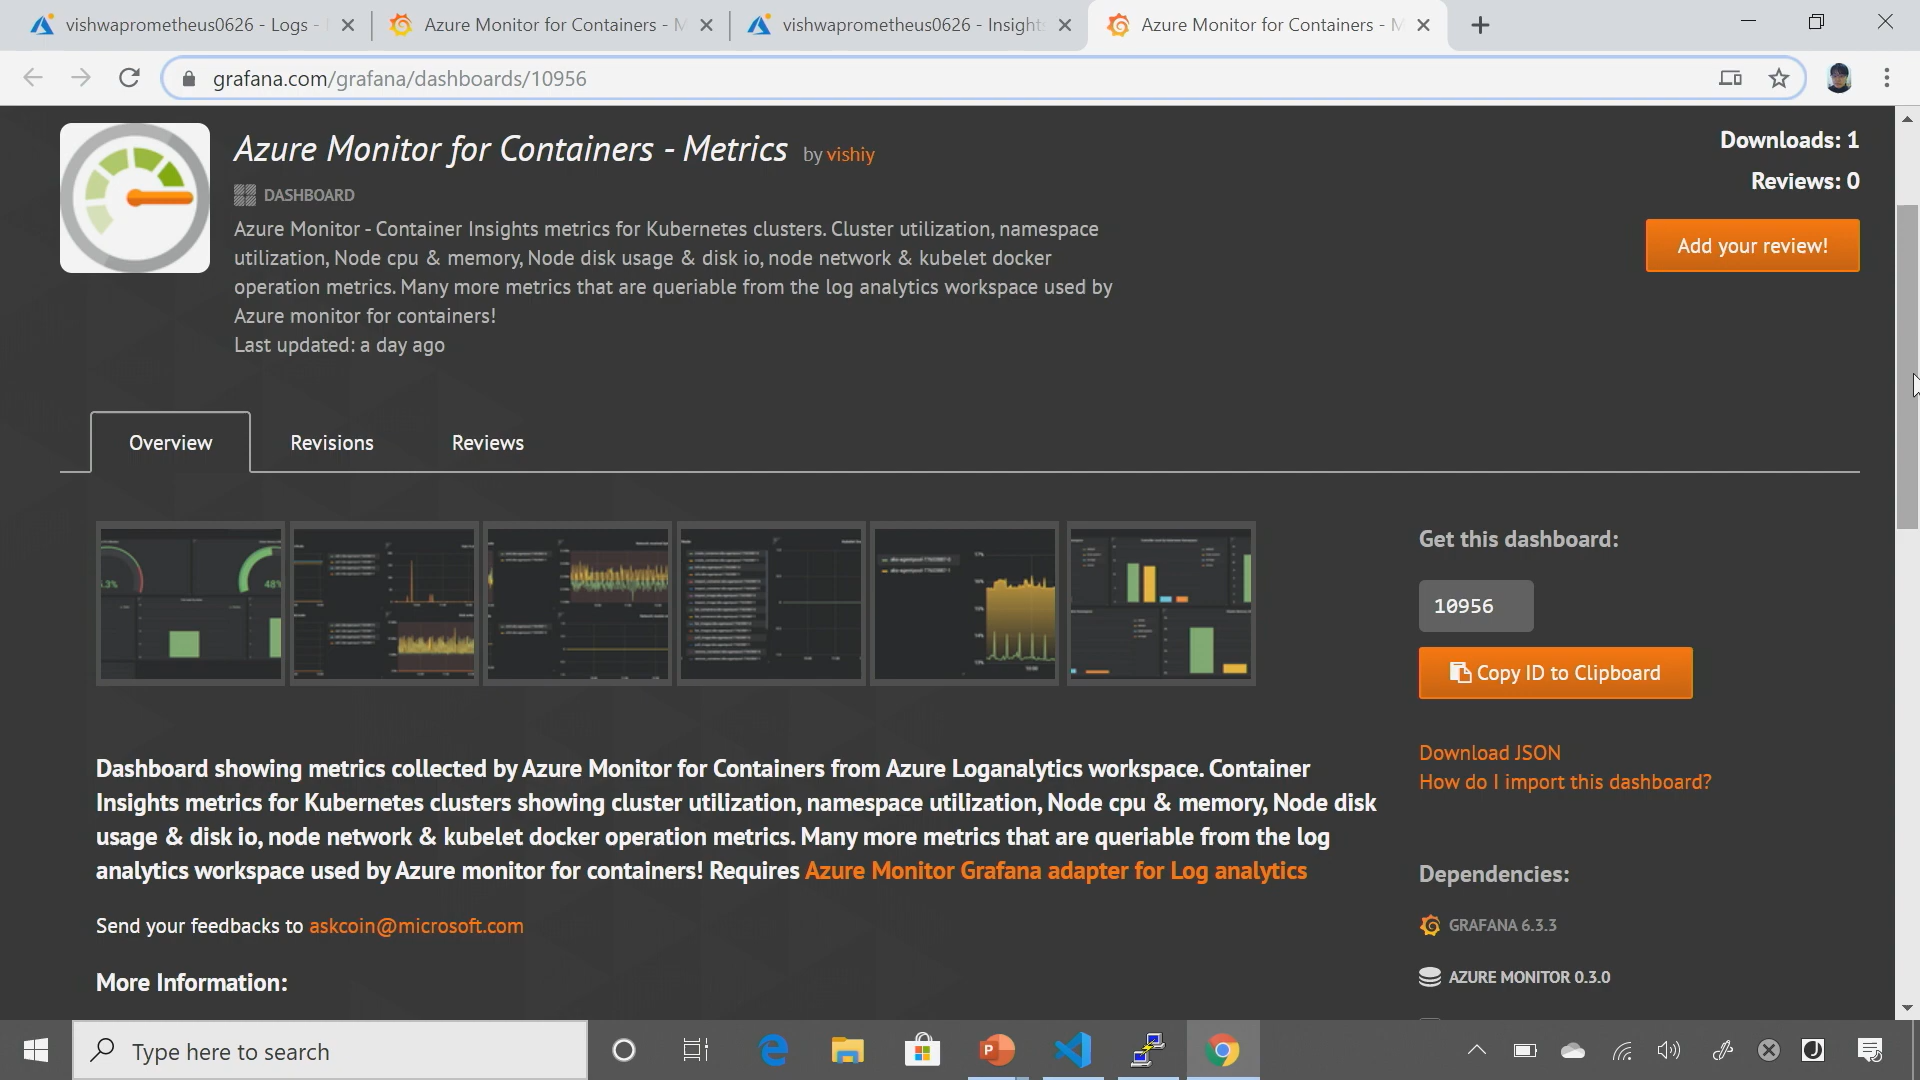 vishwaprometheus0626 - Logs -
Azure Monitor for Containers - M
vishwaprometheus0626 - Insights
Azure Monitor for Containers - M
grafana.com/grafana/dashboards/10956
Azure Monitor for Containers - Metrics by vishiy
Downloads: 1
Reviews: 0
DASHBOARD
Azure Monitor - Container Insights metrics for Kubernetes clusters. Cluster utilization, namespace
utilization, Node cpu & memory, Node disk usage & disk io, node network & kubelet docker
operation metrics. Many more metrics that are queriable from the log analytics workspace used by
Azure monitor for containers!
Last updated: a day ago
Add your review!
Overview
Revisions
Reviews
48%
Get this dashboard:
10956
Copy ID to Clipboard
Download JSON
How do I import this dashboard?
Dashboard showing metrics collected by Azure Monitor for Containers from Azure Loganalytics workspace. Container
Insights metrics for Kubernetes clusters showing cluster utilization, namespace utilization, Node cpu & memory, Node disk
usage & disk io, node network & kubelet docker operation metrics. Many more metrics that are queriable from the log
analytics workspace used by Azure monitor for containers! Requires Azure Monitor Grafana adapter for Log analytics
Send your feedbacks to askcoin@microsoft.com
More Information:
Dependencies:
GRAFANA 6.3.3
AZURE MONITOR 0.3.0
Type here to search